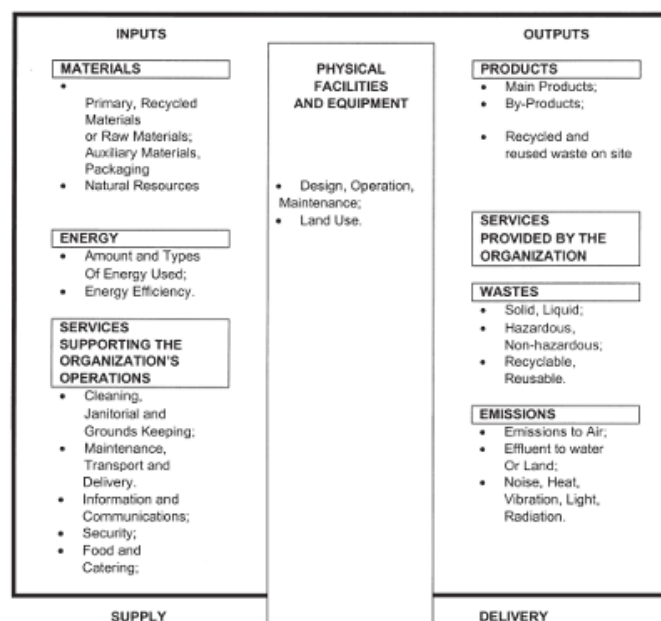 INPUTS
MATERIALS
•
Primary, Recycled
Materials
or Raw Materials;
Auxiliary Materials,
Packaging
• Natural Resources
ENERGY
• Amount and Types
Of Energy Used;
• Energy Efficiency.
SERVICES
SUPPORTING THE
ORGANIZATION'S
OPERATIONS
• Cleaning,
Janitorial and
Grounds Keeping;
• Maintenance,
Transport and
Delivery.
• Information and
Communications;
• Security;
• Food and
Catering;
SUPPLY
PHYSICAL
FACILITIES
AND EQUIPMENT
• Design, Operation,
Maintenance;
• Land Use.
OUTPUTS
PRODUCTS
• Main Products;
• By-Products;
• Recycled and
reused waste on site
SERVICES
PROVIDED BY THE
ORGANIZATION
WASTES
• Solid, Liquid;
• Hazardous,
Non-hazardous;
• Recyclable,
Reusable.
EMISSIONS
• Emissions to Air;
• Effluent to water
Or Land;
• Noise, Heat,
Vibration, Light,
Radiation.
DELIVERY